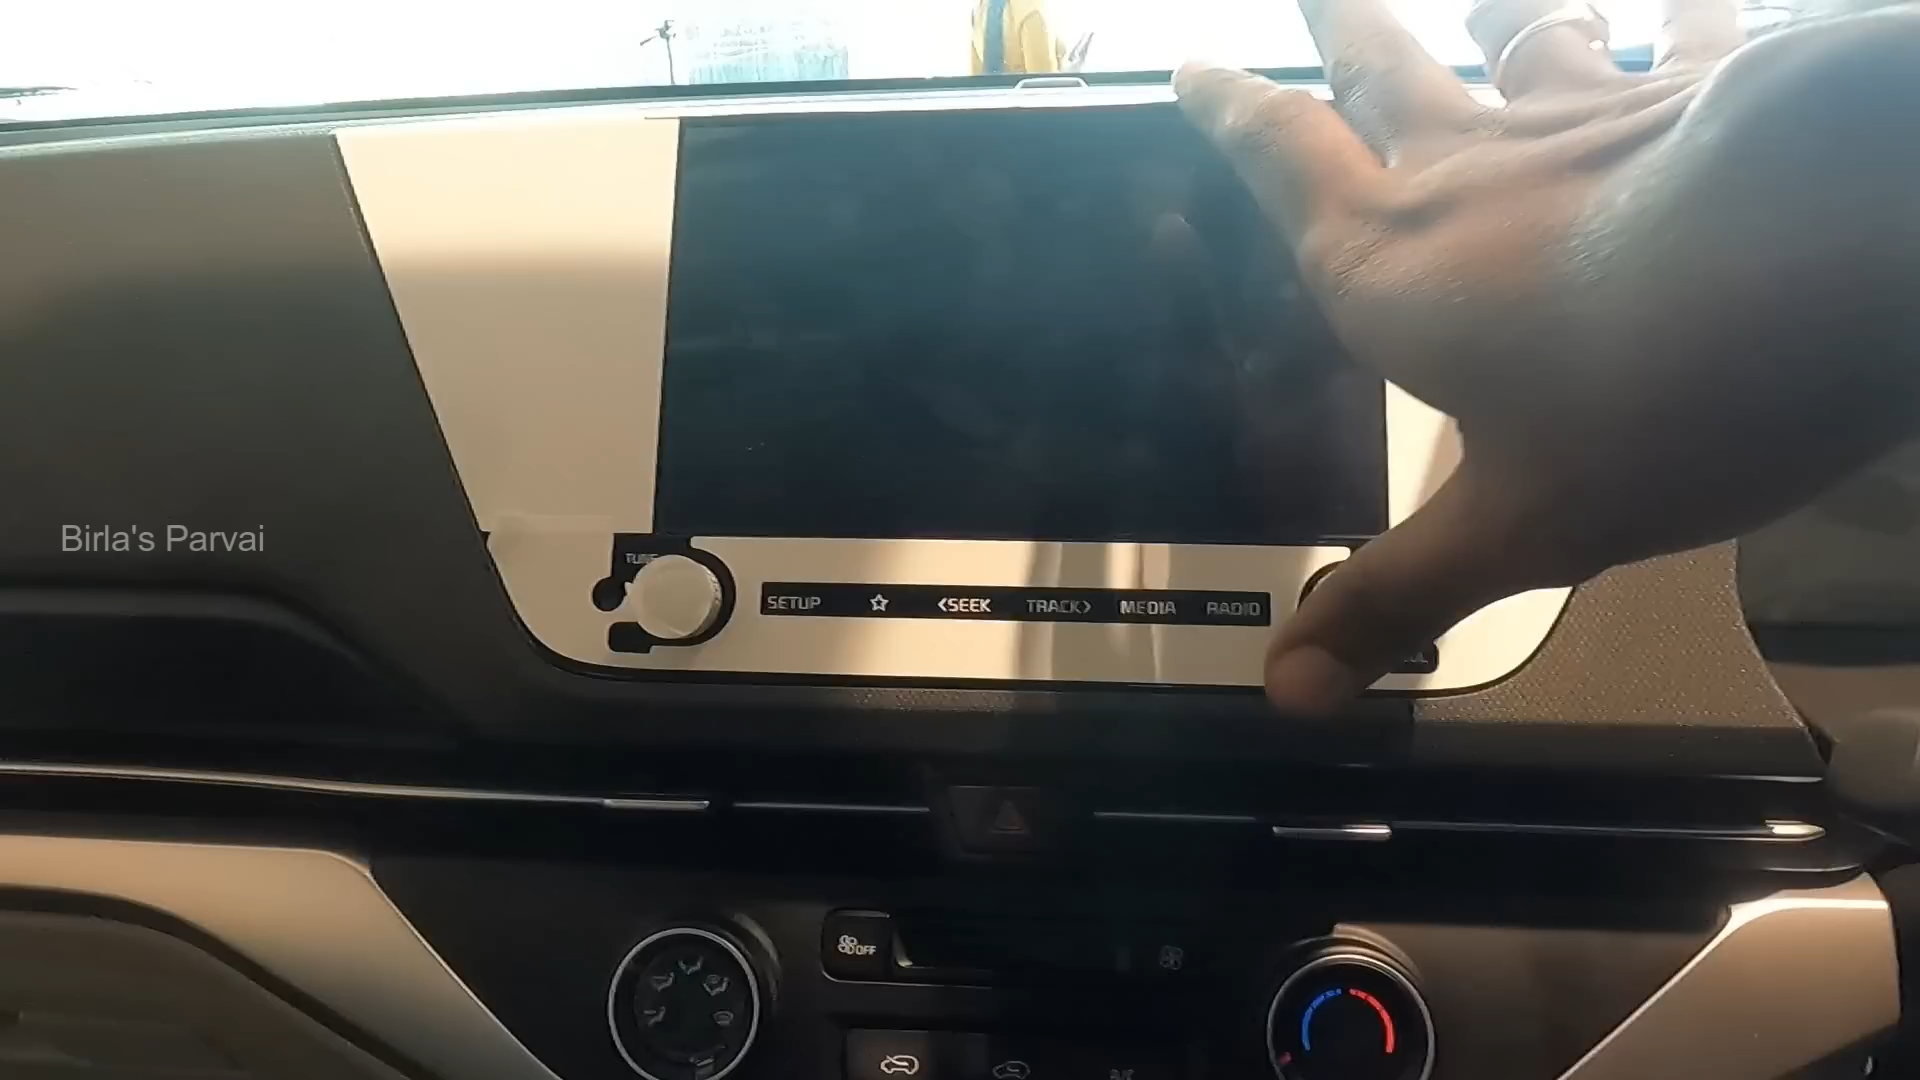 Birla's Parvai
TUNE
SETUP ☆ <SEEK TRACK> MEDIA RADIO
OFF
A/C